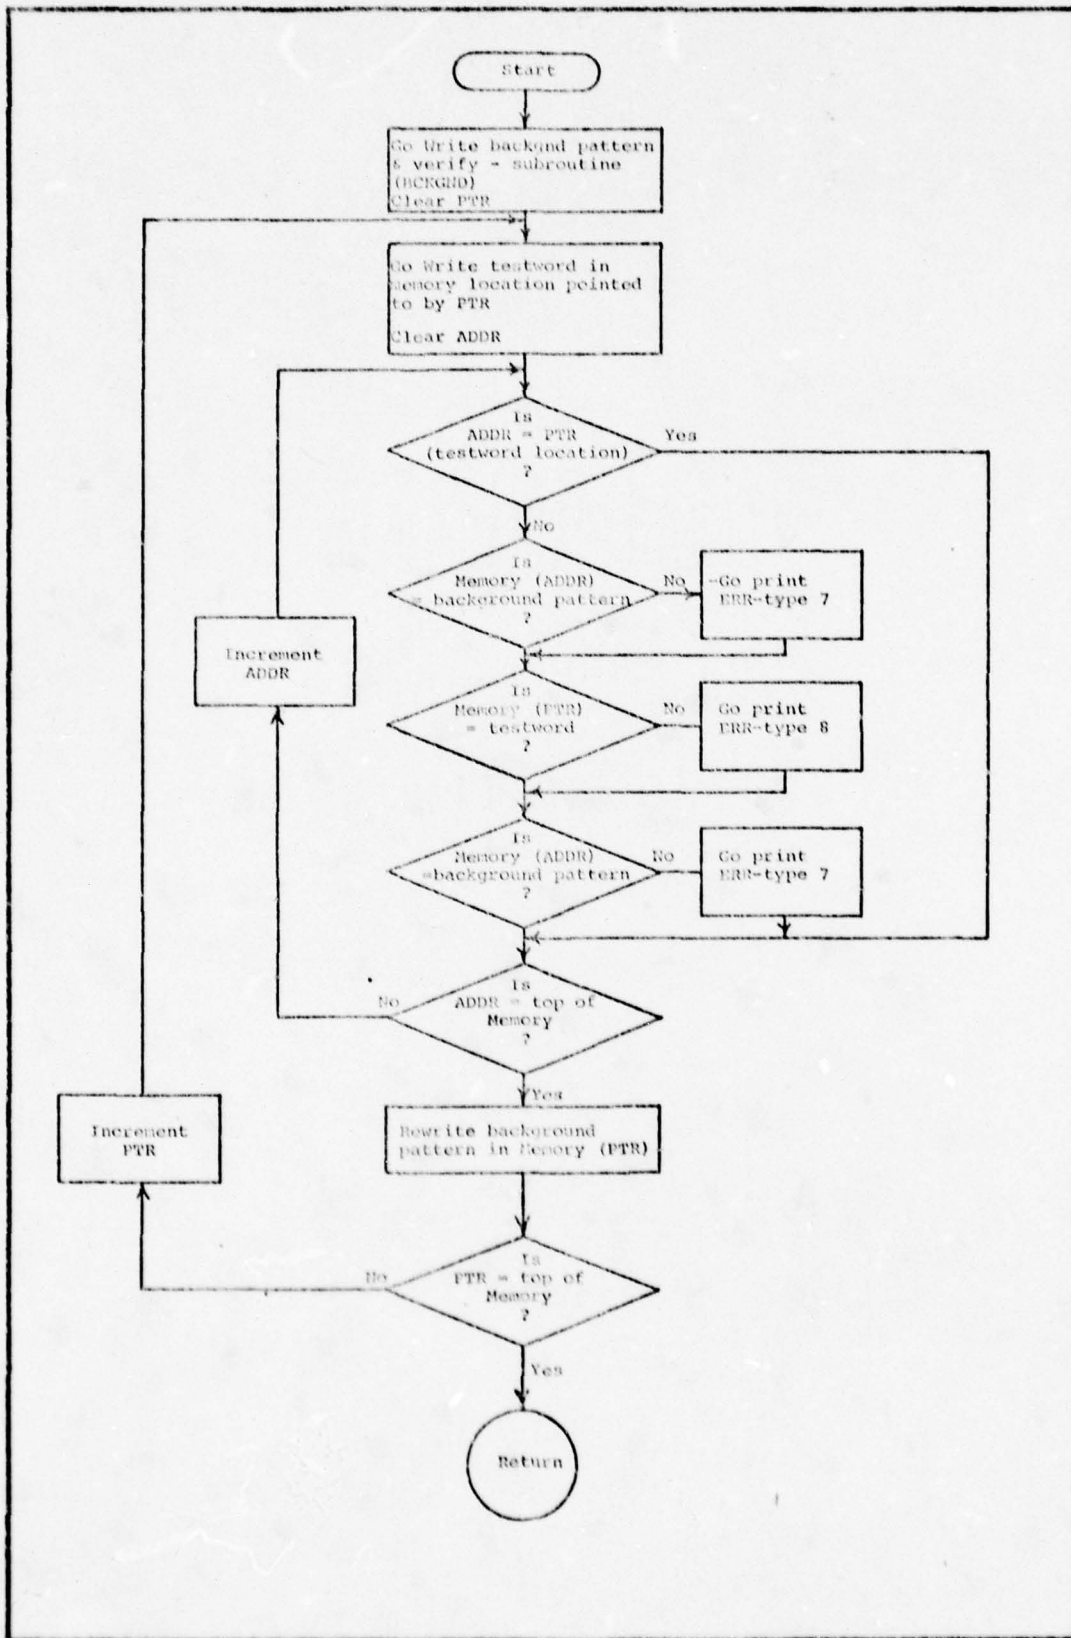 Start
Go Write backgnd pattern
& verify - subroutine
(BCKGND)
Clear PTR
Go Write testword in
Memory location pointed
to by PTR
Clear ADDR
Is
ADDR = PTR
(testword location)
?
Yes
No
Is
Memory (ADDR)
= background pattern
?
No
-Go print
ERR-type 7
Increment
ADDR
Is
Memory (PTR)
= testword
?
No
Go print
ERR-type 8
Is
Memory (ADDR)
=background pattern
?
No
Go print
ERR-type 7
Is
ADDR = top of
Memory
?
No
Yes
Increment
PTR
Rewrite background
pattern in Memory (PTR)
Is
PTR = top of
Memory
?
No
Yes
Return